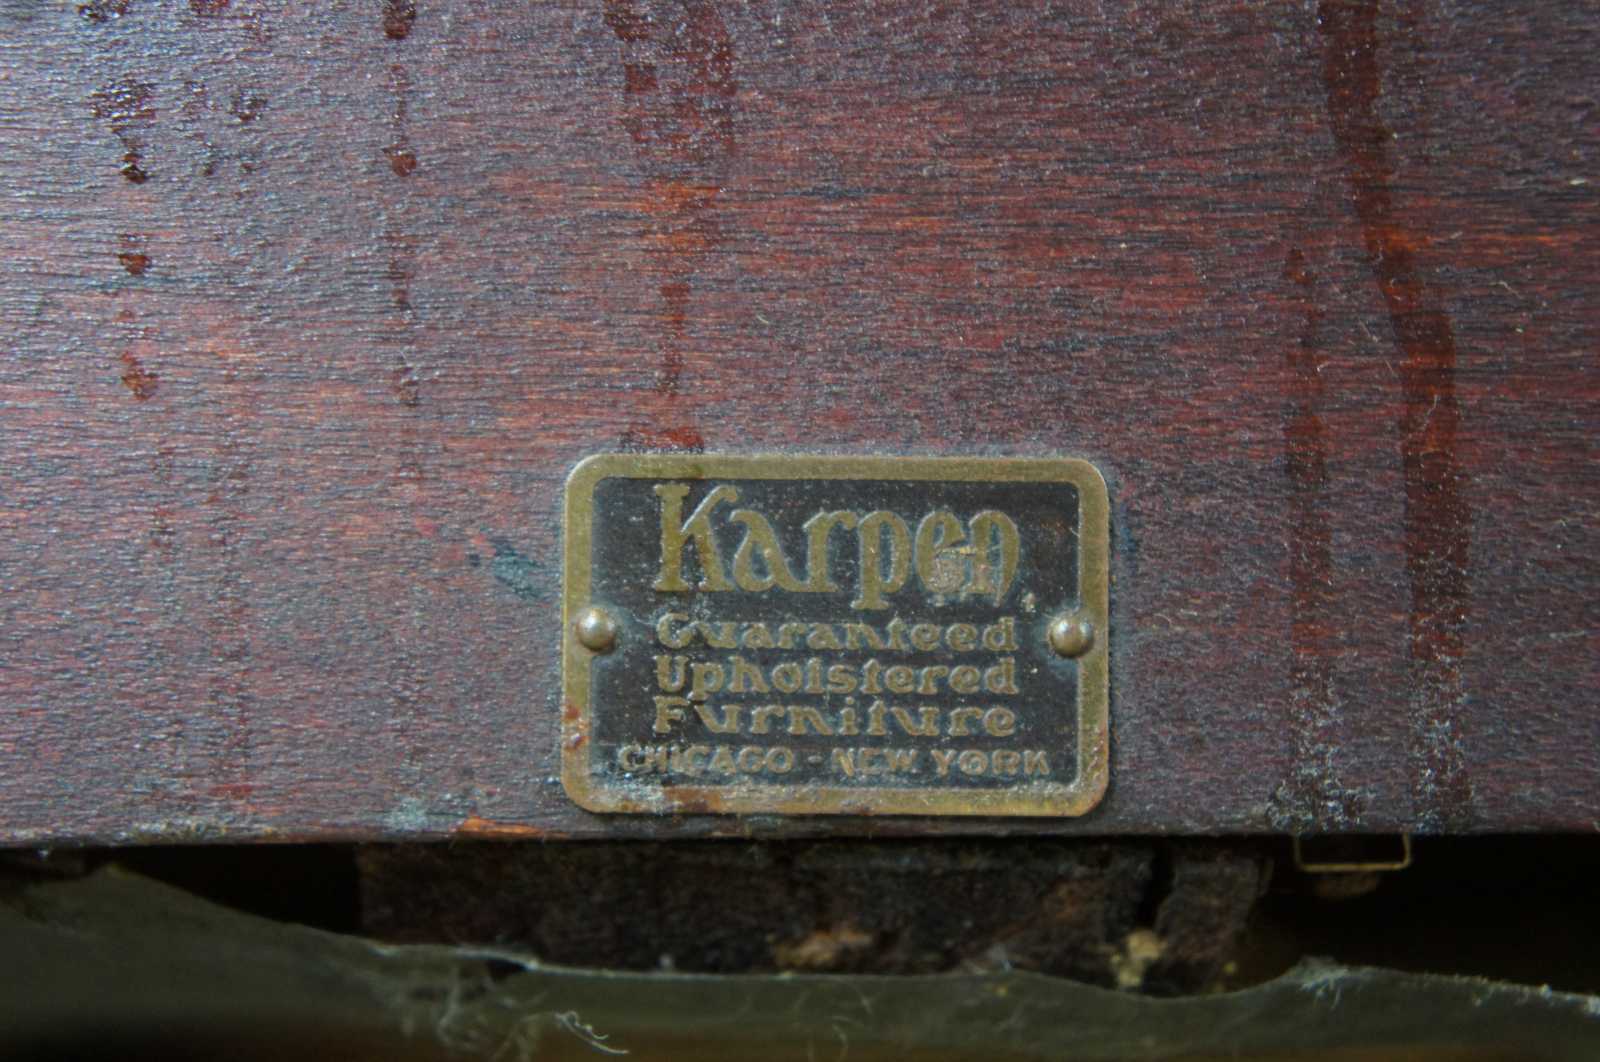 Karpen
Guaranteed
Upholstered
Furniture
CHICAGO - NEW YORK